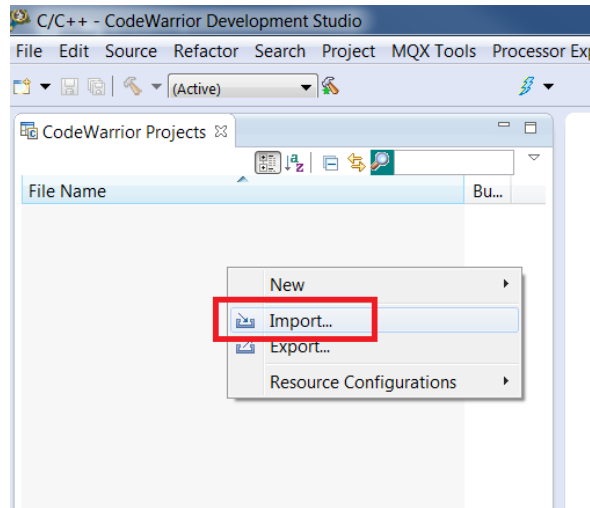 C/C++ - CodeWarrior Development Studio
File Edit Source Refactor Search Project MQX Tools Processor Exp
(Active)
CodeWarrior Projects
File Name Bu...
New
Import...
Export...
Resource Configurations